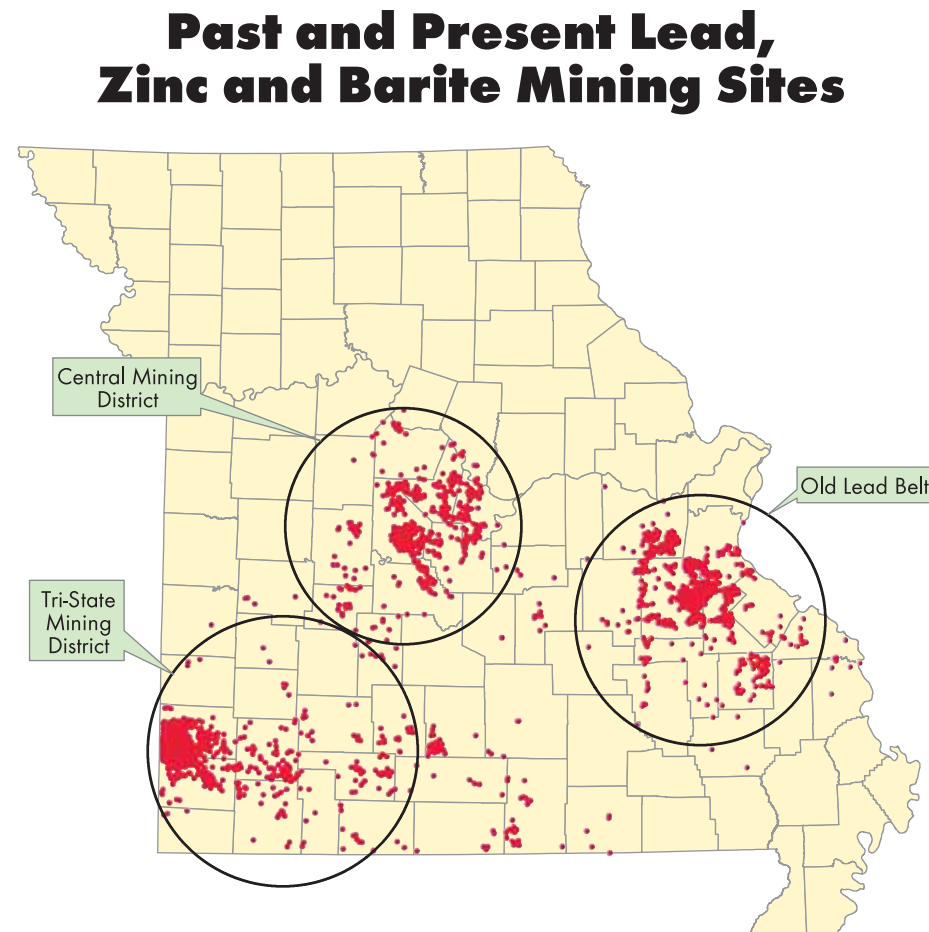 Past and Present Lead,
Zinc and Barite Mining Sites
Central Mining
District
Old Lead Belt
Tri-State
Mining
District